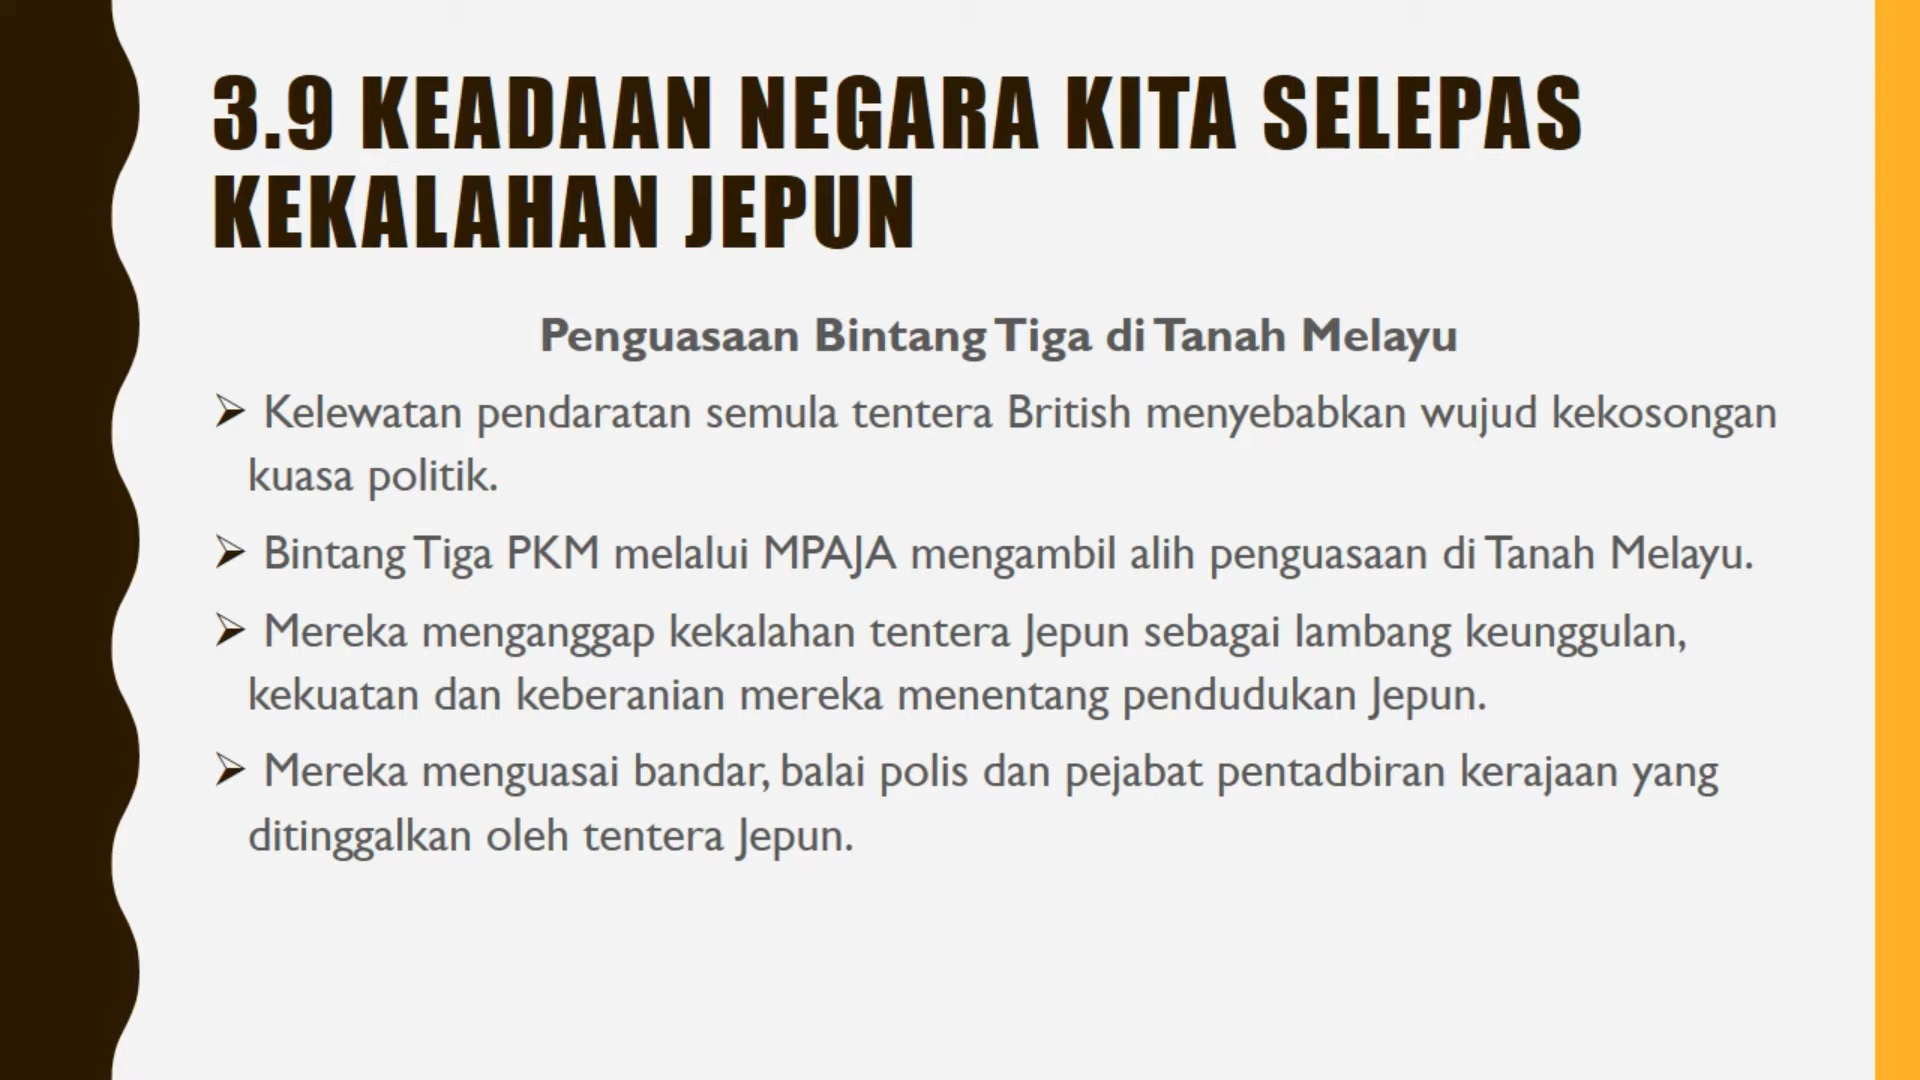 3.9 KEADAAN NEGARA KITA SELEPAS
KEKALAHAN JEPUN
Penguasaan Bintang Tiga di Tanah Melayu
➢ Kelewatan pendaratan semula tentera British menyebabkan wujud kekosongan
kuasa politik.
➢ Bintang Tiga PKM melalui MPAJA mengambil alih penguasaan di Tanah Melayu.
➢ Mereka menganggap kekalahan tentera Jepun sebagai lambang keunggulan,
kekuatan dan keberanian mereka menentang pendudukan Jepun.
➢ Mereka menguasai bandar, balai polis dan pejabat pentadbiran kerajaan yang
ditinggalkan oleh tentera Jepun.